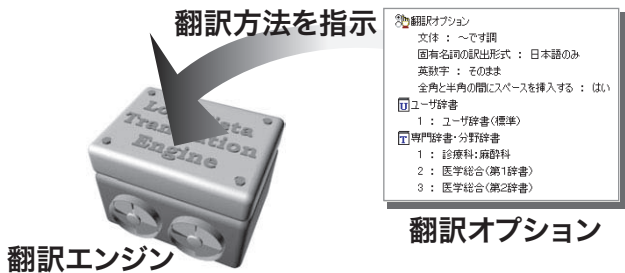 翻訳方法を指示
翻訳オプション
文体 : ～です調
固有名詞の訳出形式 : 日本語のみ
英数字 : そのまま
全角と半角の間にスペースを挿入する : はい
U ユーザ辞書
1 : ユーザ辞書(標準)
T 専門辞書・分野辞書
1 : 診療科:麻酔科
2 : 医学総合(第1辞書)
3 : 医学総合(第2辞書)
翻訳オプション
Translation
Engine
翻訳エンジン